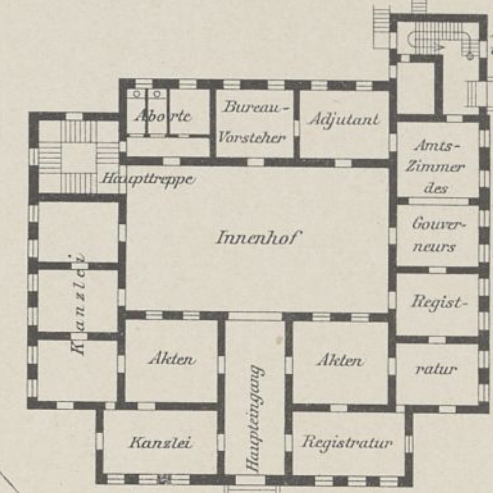 Aborte
Bureau-
Vorsteher
Adjutant
Amts-
Zimmer
des
Gouver-
neurs
Haupttreppe
Innenhof
Kanzlei
Regist-
ratur
Akten
Haupteingang
Akten
Kanzlei
Registratur